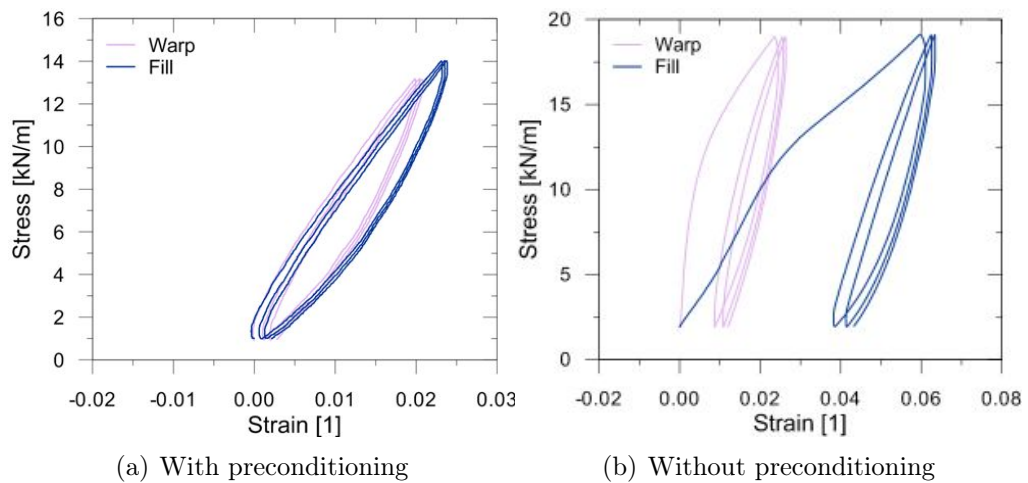 Warp
Fill
Stress [kN/m]
16
14
12
10
8
6
4
2
0
-0.02
-0.01
0.00
0.01
0.02
0.03
Strain [1]
(a) With preconditioning
Warp
Fill
Stress [kN/m]
20
15
10
5
0
-0.02
0.00
0.02
0.04
0.06
0.08
Strain [1]
(b) Without preconditioning